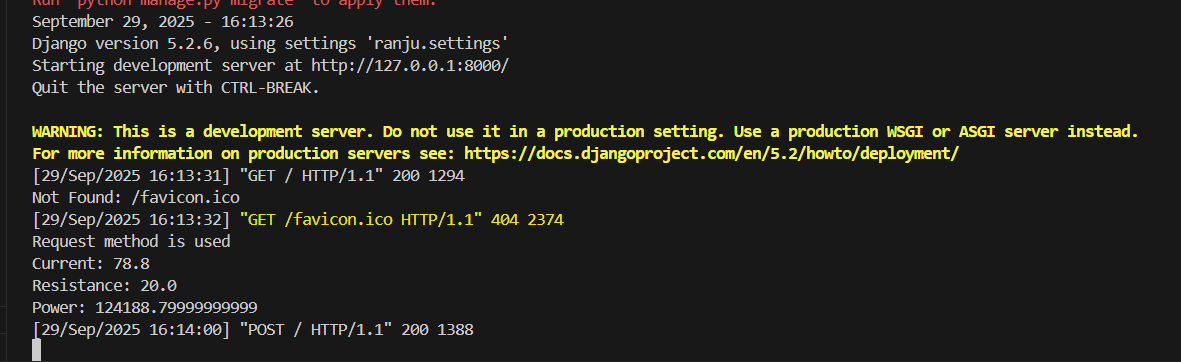 Run 'python manage.py migrate' to apply them.
September 29, 2025 - 16:13:26
Django version 5.2.6, using settings 'ranju.settings'
Starting development server at http://127.0.0.1:8000/
Quit the server with CTRL-BREAK.
WARNING: This is a development server. Do not use it in a production setting. Use a production WSGI or ASGI server instead.
For more information on production servers see: https://docs.djangoproject.com/en/5.2/howto/deployment/
[29/Sep/2025 16:13:31] "GET / HTTP/1.1" 200 1294
Not Found: /favicon.ico
[29/Sep/2025 16:13:32] "GET /favicon.ico HTTP/1.1" 404 2374
Request method is used
Current: 78.8
Resistance: 20.0
Power: 124188.79999999999
[29/Sep/2025 16:14:00] "POST / HTTP/1.1" 200 1388